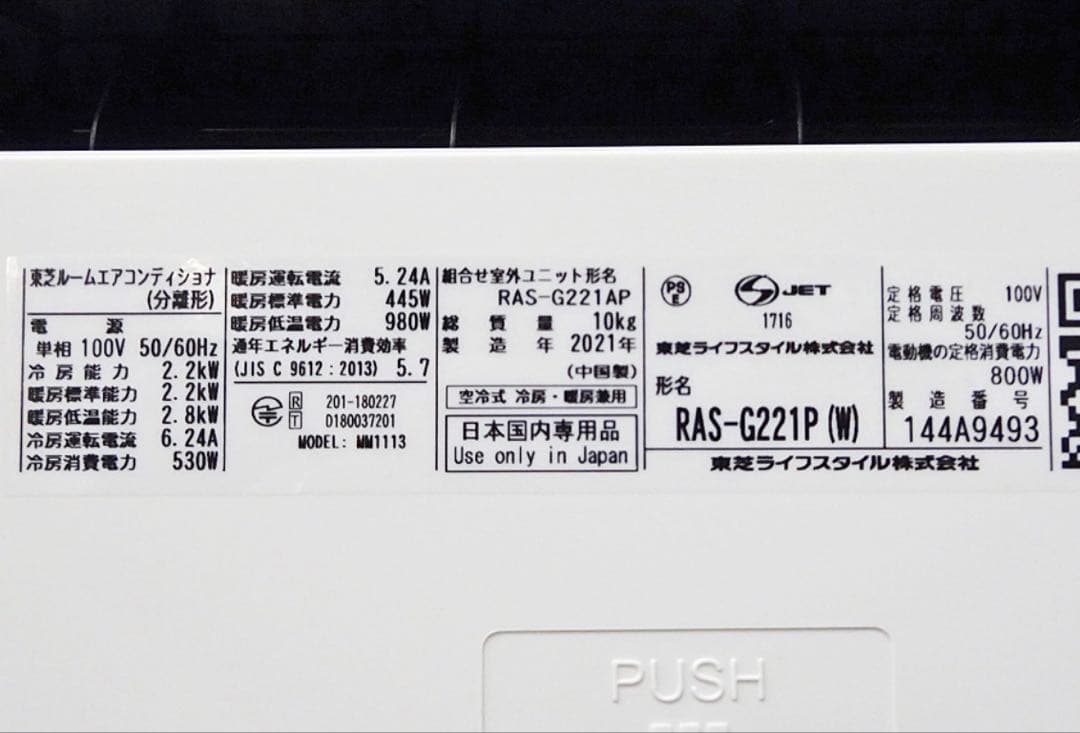 東芝ルームエアコンディショナ
(分離形)
電 源
単相 100V 50/60Hz
冷房能力 2.2kW
暖房標準能力 2.2kW
暖房低温能力 2.8kW
冷房運転電流 6.24A
冷房消費電力 530W
暖房運転電流 5.24A
暖房標準電力 445W
暖房低温電力 980W
通年エネルギー消費効率
(JIS C 9612:2013) 5.7
R 201-180227
T D180037201
MODEL: MM1113
組合せ室外ユニット形名
RAS-G221AP
総質量 10kg
製造年 2021年
(中国製)
空冷式 冷房・暖房兼用
日本国内専用品
Use only in Japan
PS
E
JET
1716
東芝ライフスタイル株式会社
形名
RAS-G221P(W)
定格電圧 100V
定格周波数
50/60Hz
電動機の定格消費電力
800W
製造番号
144A9493
東芝ライフスタイル株式会社
PUSH